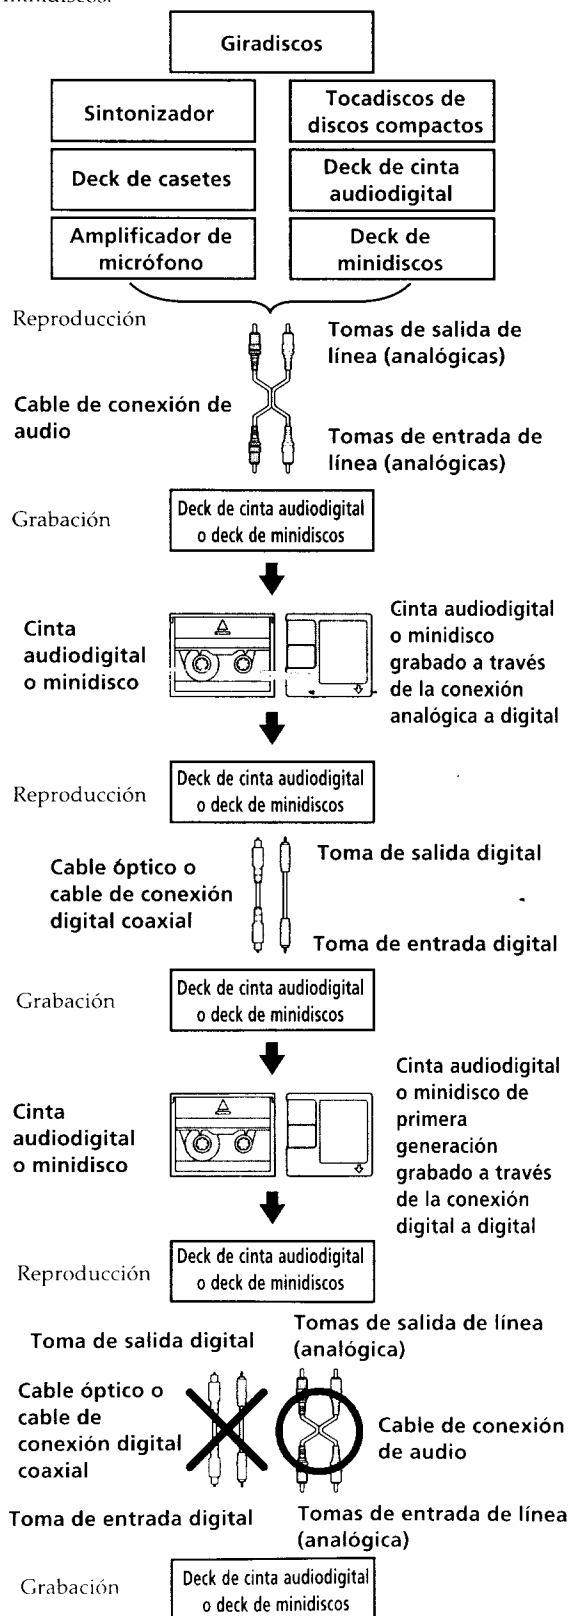 minidiscos.
Giradiscos
Sintonizador
Tocadiscos de
discos compactos
Deck de casetes
Deck de cinta
audiodigital
Amplificador de
micrófono
Deck de
minidiscos
Reproducción
Tomas de salida de
línea (analógicas)
Cable de conexión de
audio
Tomas de entrada de
línea (analógicas)
Grabación
Deck de cinta audiodigital
o deck de minidiscos
Cinta
audiodigital
o minidisco
Cinta audiodigital
o minidisco
grabado a través
de la conexión
analógica a digital
Reproducción
Deck de cinta audiodigital
o deck de minidiscos
Cable óptico o
cable de conexión
digital coaxial
Toma de salida digital
Toma de entrada digital
Grabación
Deck de cinta audiodigital
o deck de minidiscos
Cinta
audiodigital
o minidisco
Cinta audiodigital
o minidisco de
primera
generación
grabado a través
de la conexión
digital a digital
Reproducción
Deck de cinta audiodigital
o deck de minidiscos
Toma de salida digital
Tomas de salida de línea
(analógica)
Cable óptico o
cable de
conexión digital
coaxial
Cable de conexión
de audio
Toma de entrada digital
Tomas de entrada de línea
(analógica)
Grabación
Deck de cinta audiodigital
o deck de minidiscos